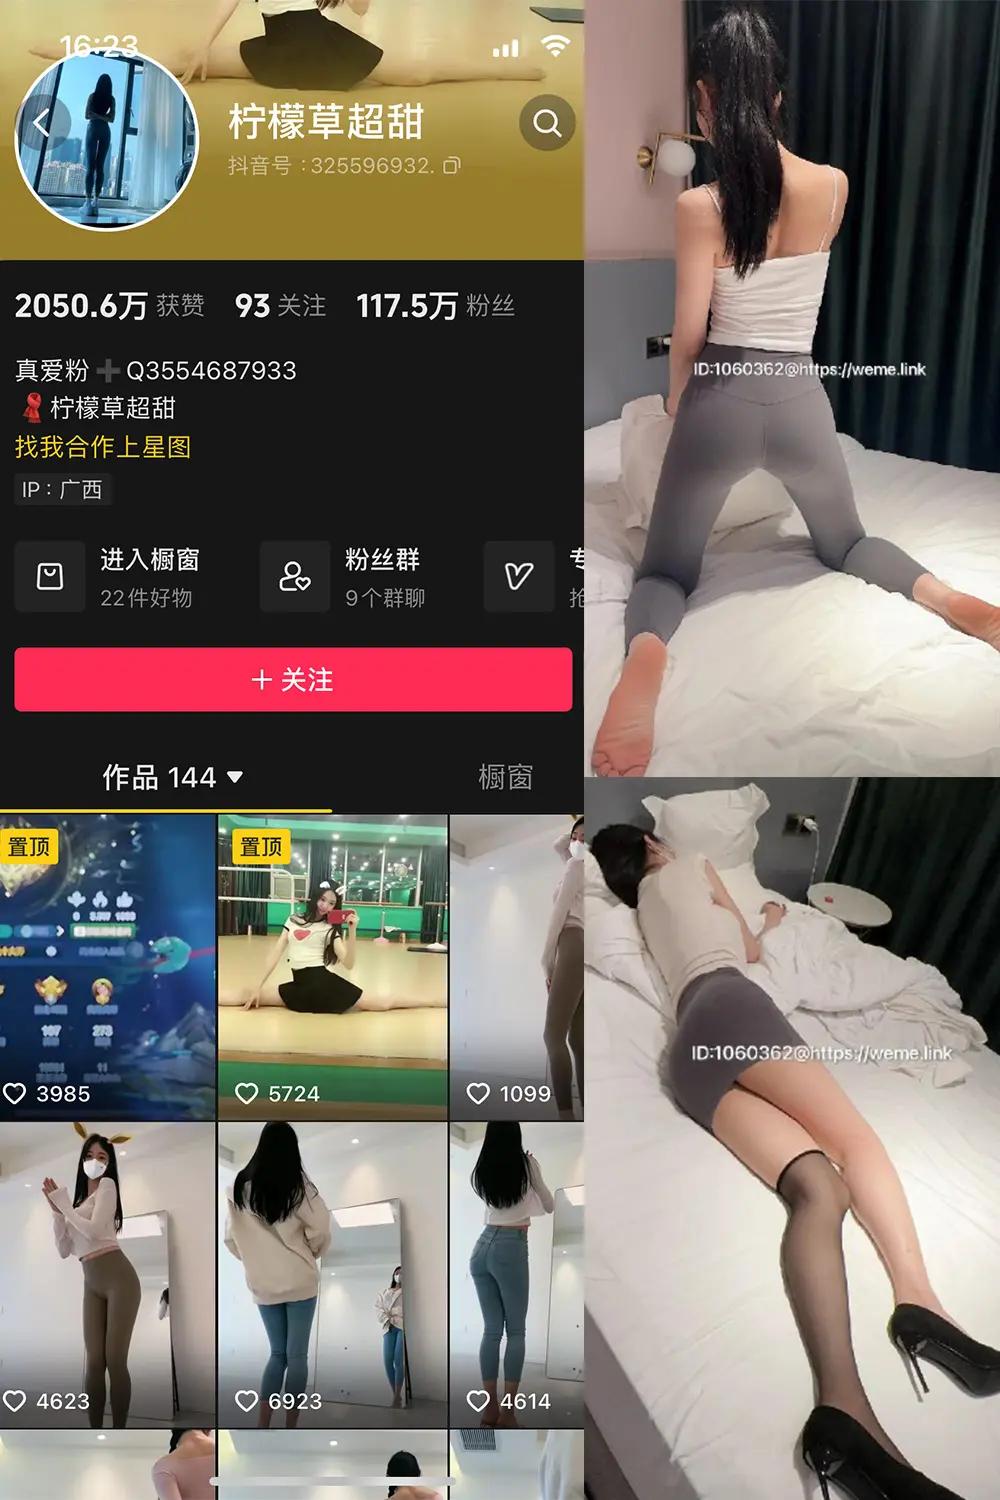 16:23
柠檬草超甜
抖音号：325596932.
2050.6万 获赞 93 关注 117.5万 粉丝
真爱粉➕Q3554687933
🧣柠檬草超甜
找我合作上星图
IP：广西
进入橱窗
22件好物
粉丝群
9个群聊
+ 关注
作品 144
橱窗
置顶
置顶
3985
5724
1099
4623
6923
4614
ID:1060362@https://weme.link
ID:1060362@https://weme.link